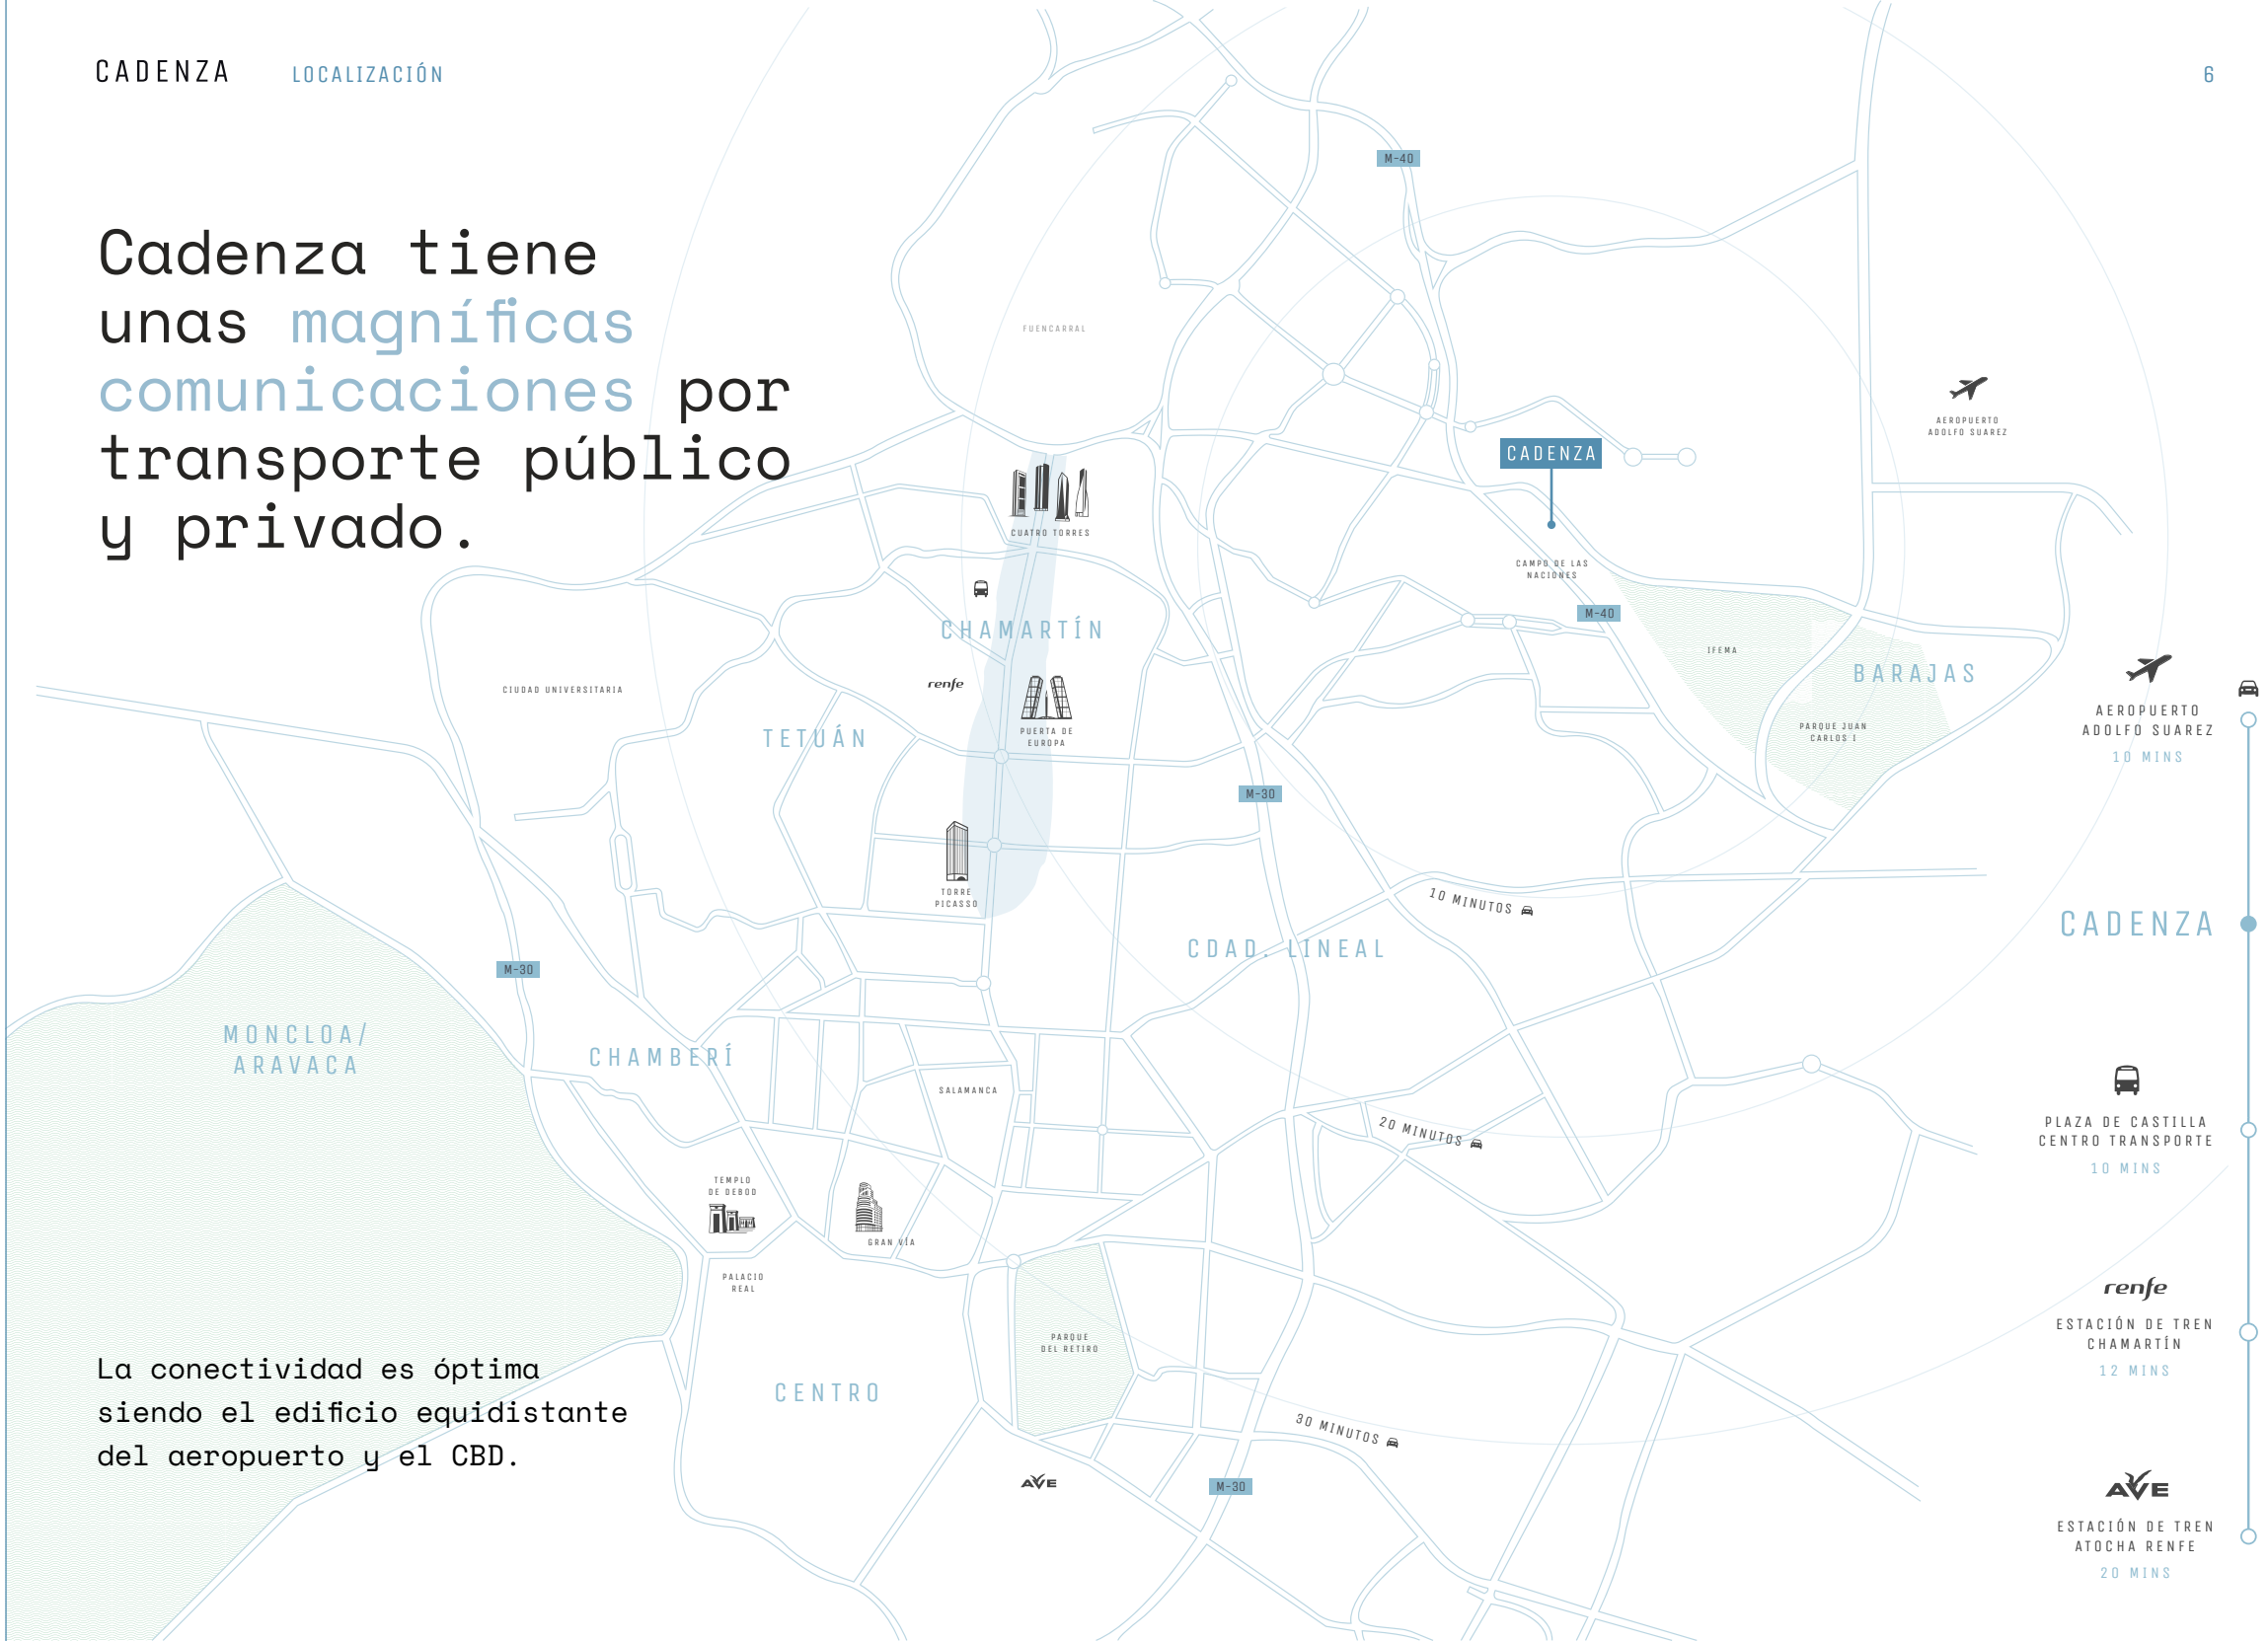 CADENZA
LOCALIZACIÓN
6
Cadenza tiene
unas magníficas
comunicaciones por
transporte público
y privado.
M-40
FUENCARRAL
AEROPUERTO
ADOLFO SUAREZ
CADENZA
CUATRO TORRES
CAMPO DE LAS
NACIONES
M-40
CHAMARTÍN
IFEMA
BARAJAS
CIUDAD UNIVERSITARIA
renfe
PUERTA DE
EUROPA
TETUÁN
PARQUE JUAN
CARLOS I
M-30
TORRE
PICASSO
10 MINUTOS
CDAD. LINEAL
M-30
MONCLOA/
ARAVACA
CHAMBERÍ
SALAMANCA
20 MINUTOS
TEMPLO
DE DEBOD
GRAN VÍA
PALACIO
REAL
PARQUE
DEL RETIRO
CENTRO
30 MINUTOS
AVE
M-30
La conectividad es óptima
siendo el edificio equidistante
del aeropuerto y el CBD.
AEROPUERTO
ADOLFO SUAREZ
10 MINS
CADENZA
PLAZA DE CASTILLA
CENTRO TRANSPORTE
10 MINS
renfe
ESTACIÓN DE TREN
CHAMARTÍN
12 MINS
AVE
ESTACIÓN DE TREN
ATOCHA RENFE
20 MINS